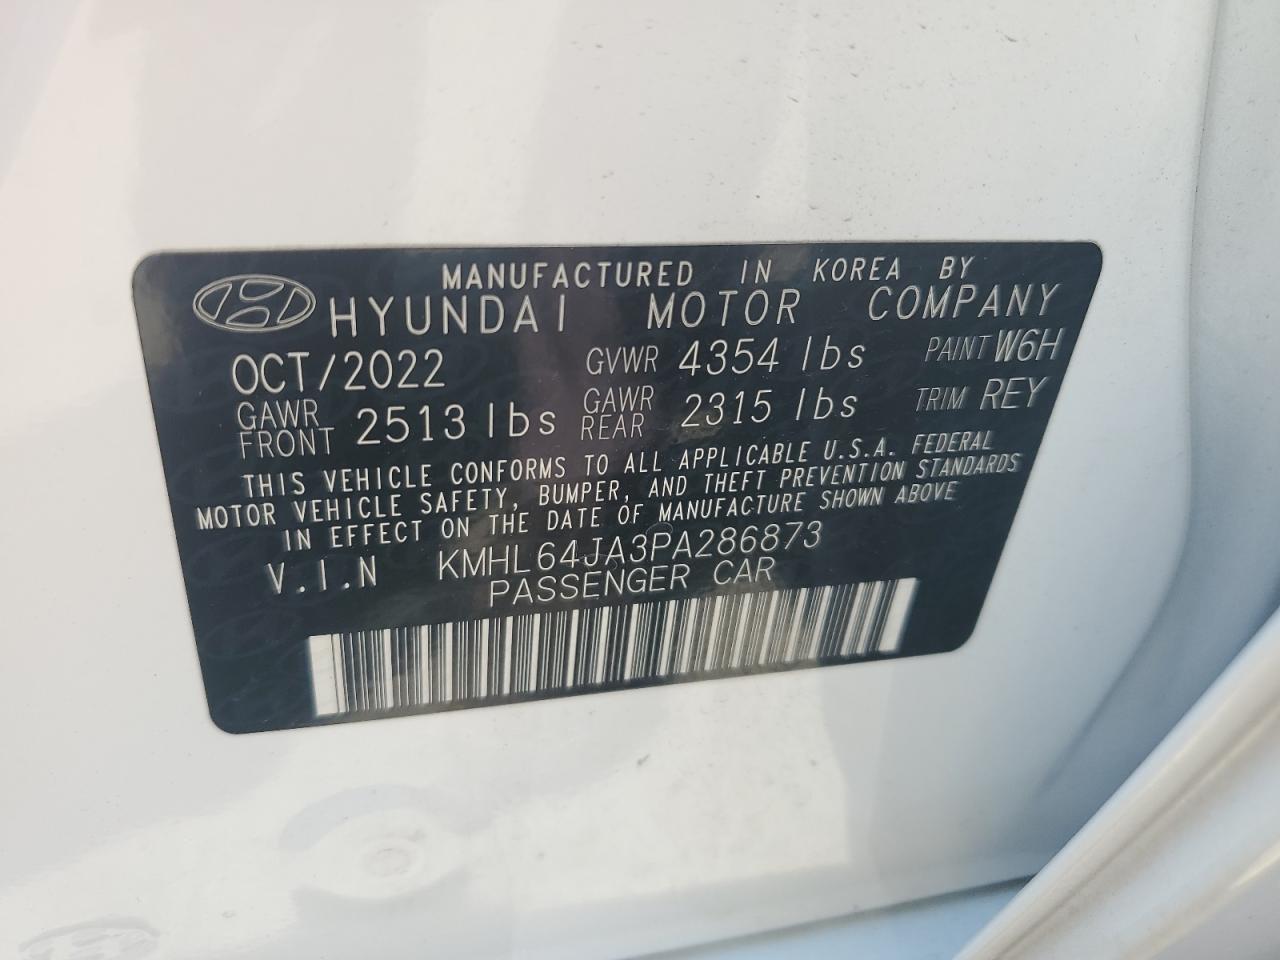 MANUFACTURED IN KOREA BY
HYUNDAI MOTOR COMPANY
OCT/2022 GVWR 4354 lbs PAINT W6H
GAWR FRONT 2513 lbs GAWR REAR 2315 lbs TRIM REY
THIS VEHICLE CONFORMS TO ALL APPLICABLE U.S.A. FEDERAL
MOTOR VEHICLE SAFETY, BUMPER, AND THEFT PREVENTION STANDARDS
IN EFFECT ON THE DATE OF MANUFACTURE SHOWN ABOVE
V.I.N KMHL64JA3PA286873
PASSENGER CAR